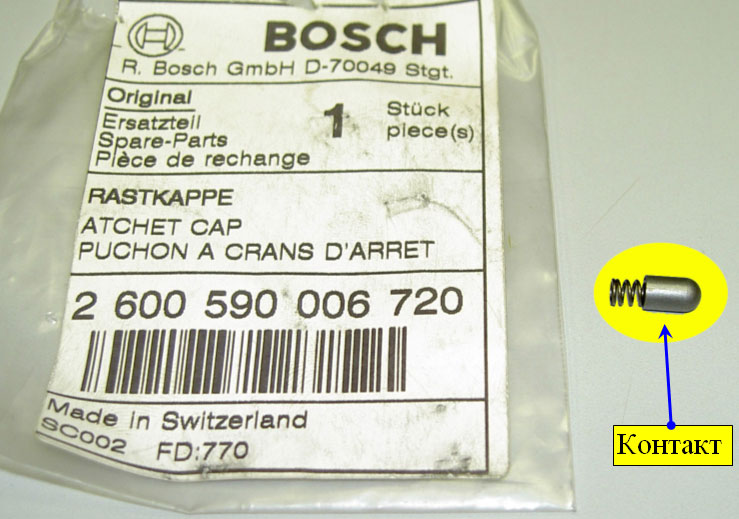 BOSCH
R. Bosch GmbH D-70049 Stgt.
Original
Ersatzteil
Spare-Parts
Pièce de rechange
1 Stück
piece(s)
RASTKAPPE
ATCHET CAP
PUCHON A CRANS D'ARRET
2 600 590 006 720
Made in Switzerland
SC002 FD:770
Контакт